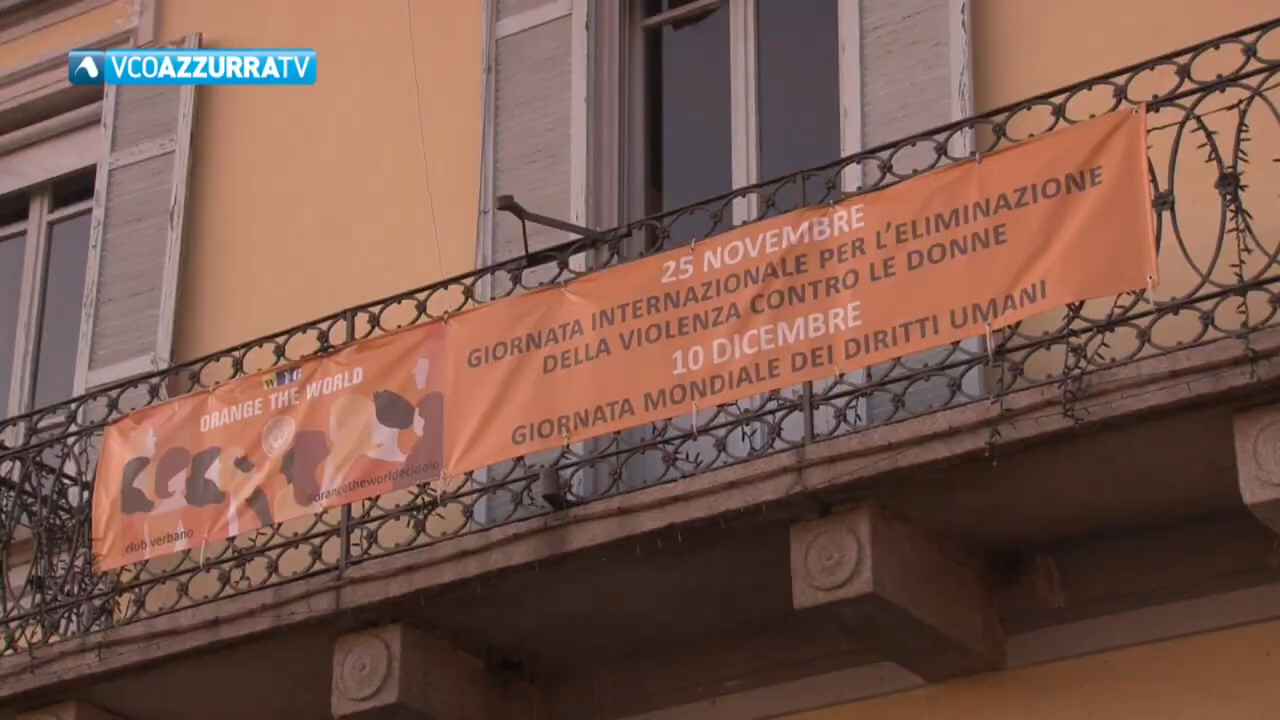 VCOAZZURRATV
ORANGE THE WORLD
#orangetheworldecidoio
club verbano
25 NOVEMBRE
GIORNATA INTERNAZIONALE PER L'ELIMINAZIONE
DELLA VIOLENZA CONTRO LE DONNE
10 DICEMBRE
GIORNATA MONDIALE DEI DIRITTI UMANI